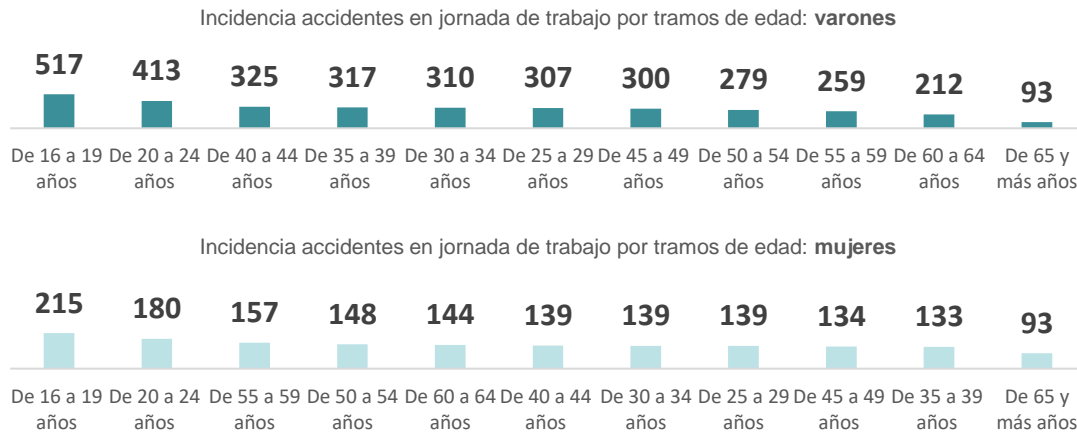 Incidencia accidentes en jornada de trabajo por tramos de edad: varones
517 413 325 317 310 307 300 279 259 212 93
De 16 a 19 De 20 a 24 De 40 a 44 De 35 a 39 De 30 a 34 De 25 a 29 De 45 a 49 De 50 a 54 De 55 a 59 De 60 a 64 De 65 y
años años años años años años años años años años más años
Incidencia accidentes en jornada de trabajo por tramos de edad: mujeres
215 180 157 148 144 139 139 139 134 133 93
De 16 a 19 De 20 a 24 De 55 a 59 De 50 a 54 De 60 a 64 De 40 a 44 De 30 a 34 De 25 a 29 De 45 a 49 De 35 a 39 De 65 y
años años años años años años años años años años más años